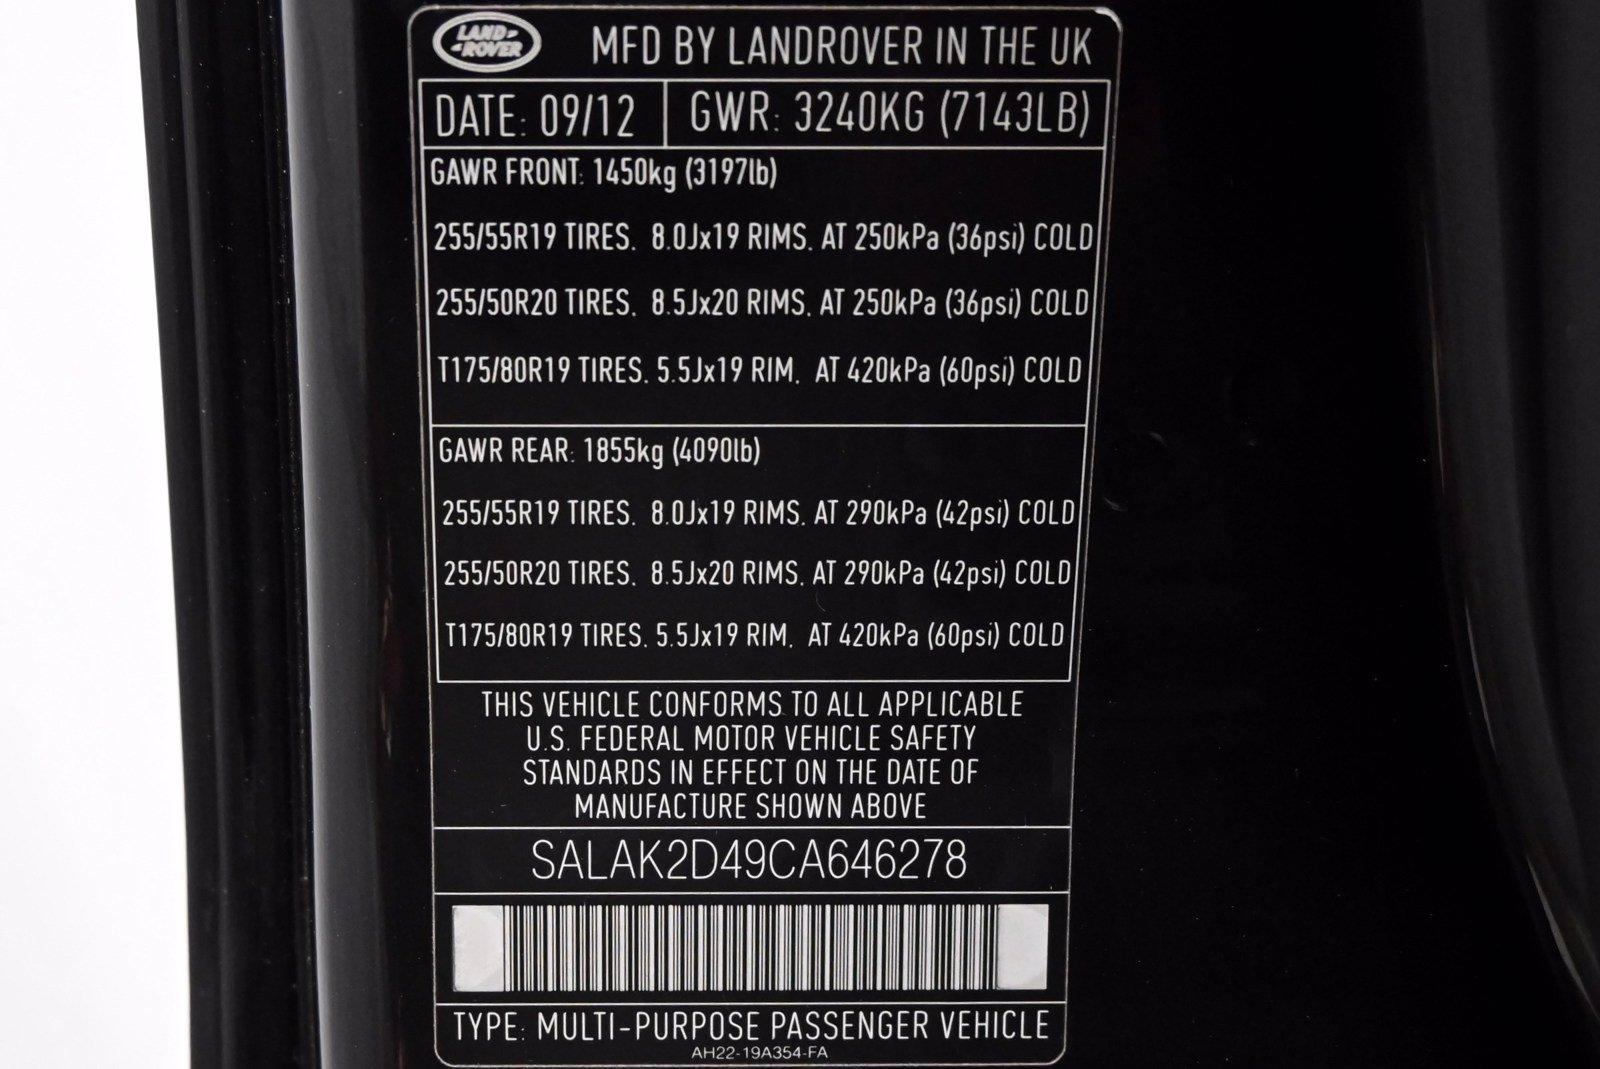 LAND ROVER
MFD BY LANDROVER IN THE UK
DATE: 09/12 GWR: 3240KG (7143LB)
GAWR FRONT: 1450kg (3197lb)
255/55R19 TIRES. 8.0Jx19 RIMS. AT 250kPa (36psi) COLD
255/50R20 TIRES. 8.5Jx20 RIMS. AT 250kPa (36psi) COLD
T175/80R19 TIRES. 5.5Jx19 RIM. AT 420kPa (60psi) COLD
GAWR REAR: 1855kg (4090lb)
255/55R19 TIRES. 8.0Jx19 RIMS. AT 290kPa (42psi) COLD
255/50R20 TIRES. 8.5Jx20 RIMS. AT 290kPa (42psi) COLD
T175/80R19 TIRES. 5.5Jx19 RIM. AT 420kPa (60psi) COLD
THIS VEHICLE CONFORMS TO ALL APPLICABLE
U.S. FEDERAL MOTOR VEHICLE SAFETY
STANDARDS IN EFFECT ON THE DATE OF
MANUFACTURE SHOWN ABOVE
SALAK2D49CA646278
TYPE: MULTI-PURPOSE PASSENGER VEHICLE
AH22-19A354-FA